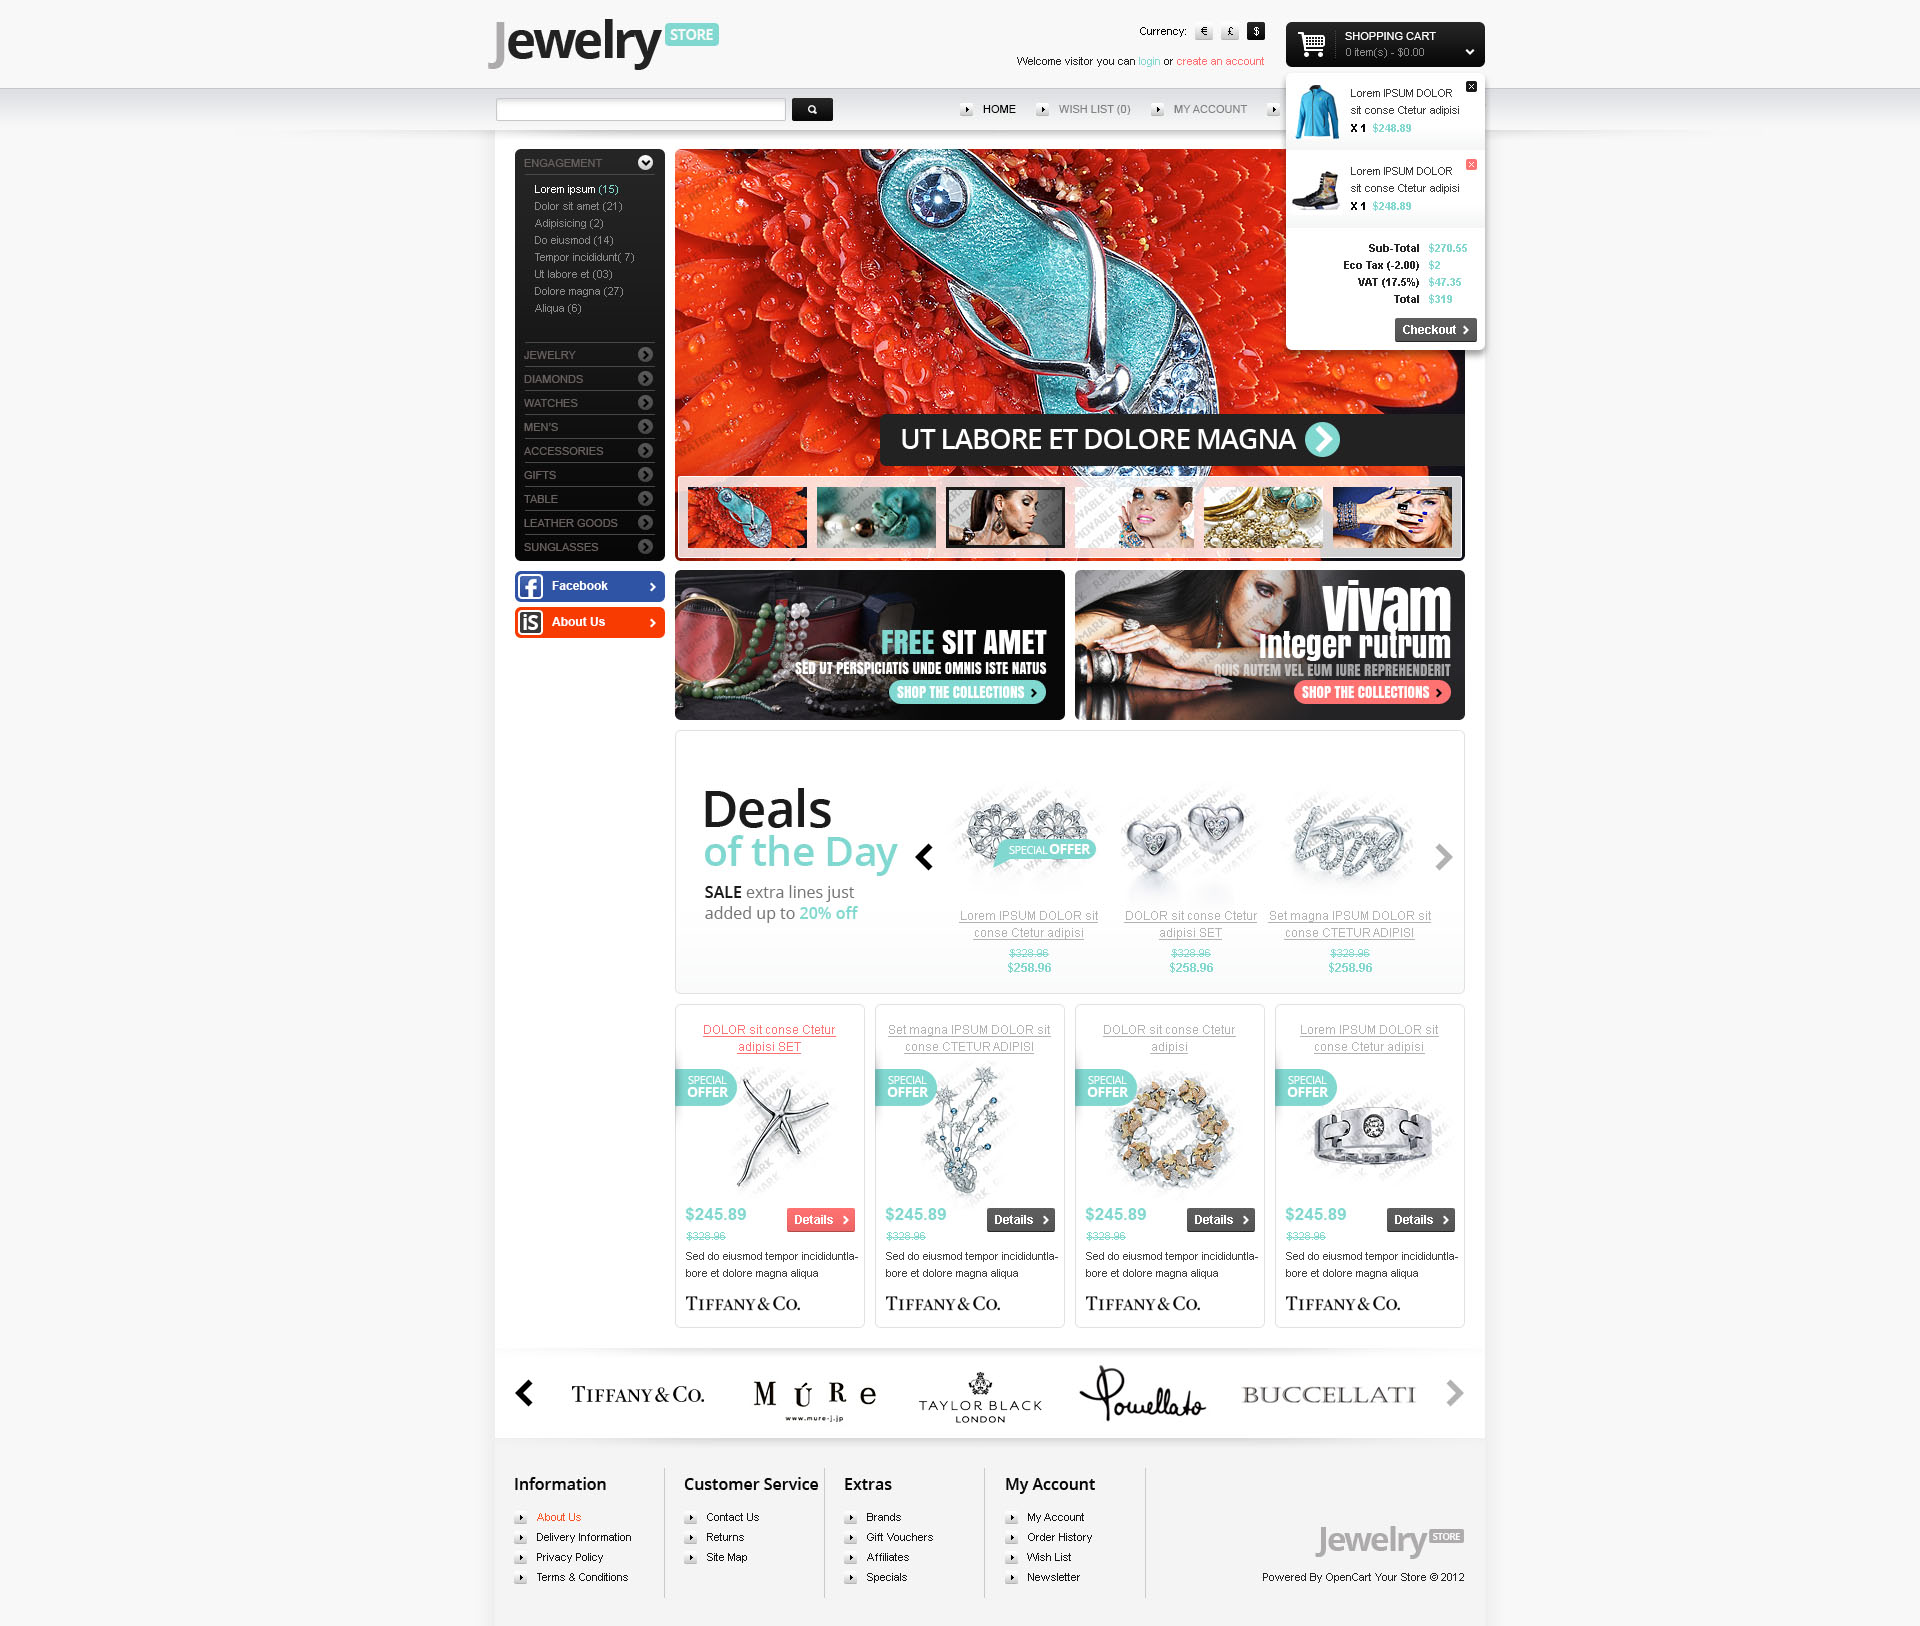 Jewelry STORE
Currency: € £ $
Welcome visitor you can login or create an account
SHOPPING CART
0 item(s) - $0.00
HOME
WISH LIST (0)
MY ACCOUNT
Lorem IPSUM DOLOR
sit conse Ctetur adipisi
X 1 $248.89
Lorem IPSUM DOLOR
sit conse Ctetur adipisi
X 1 $248.89
Sub-Total $270.55
Eco Tax (-2.00) $2
VAT (17.5%) $47.35
Total $319
Checkout
ENGAGEMENT
Lorem ipsum (15)
Dolor sit amet (21)
Adipisicing (2)
Do eiusmod (14)
Tempor incididunt( 7)
Ut labore et (03)
Dolore magna (27)
Aliqua (6)
JEWELRY
DIAMONDS
WATCHES
MEN'S
ACCESSORIES
GIFTS
TABLE
LEATHER GOODS
SUNGLASSES
f Facebook
iS About Us
UT LABORE ET DOLORE MAGNA
FREE SIT AMET
SED UT PERSPICIATIS UNDE OMNIS ISTE NATUS
SHOP THE COLLECTIONS
vivam
Integer rutrum
QUIS AUTEM VEL EUM IURE REPREHENDERIT
SHOP THE COLLECTIONS
Deals
of the Day
SALE extra lines just
added up to 20% off
SPECIAL OFFER
Lorem IPSUM DOLOR sit
conse Ctetur adipisi
$328.96
$258.96
DOLOR sit conse Ctetur
adipisi SET
$328.96
$258.96
Set magna IPSUM DOLOR sit
conse CTETUR ADIPISI
$328.96
$258.96
DOLOR sit conse Ctetur
adipisi SET
SPECIAL
OFFER
$245.89
Details
$328.96
Sed do eiusmod tempor incididuntla-
bore et dolore magna aliqua
TIFFANY & CO.
Set magna IPSUM DOLOR sit
conse CTETUR ADIPISI
SPECIAL
OFFER
$245.89
Details
$328.96
Sed do eiusmod tempor incididuntla-
bore et dolore magna aliqua
TIFFANY & CO.
DOLOR sit conse Ctetur
adipisi
SPECIAL
OFFER
$245.89
Details
$328.96
Sed do eiusmod tempor incididuntla-
bore et dolore magna aliqua
TIFFANY & CO.
Lorem IPSUM DOLOR sit
conse Ctetur adipisi
SPECIAL
OFFER
$245.89
Details
$328.96
Sed do eiusmod tempor incididuntla-
bore et dolore magna aliqua
TIFFANY & CO.
TIFFANY & CO.
MÚRe
www.mure-j.jp
TAYLOR BLACK
LONDON
Pomellato
BUCCELLATI
Information
About Us
Delivery Information
Privacy Policy
Terms & Conditions
Customer Service
Contact Us
Returns
Site Map
Extras
Brands
Gift Vouchers
Affiliates
Specials
My Account
My Account
Order History
Wish List
Newsletter
Jewelry STORE
Powered By OpenCart Your Store © 2012